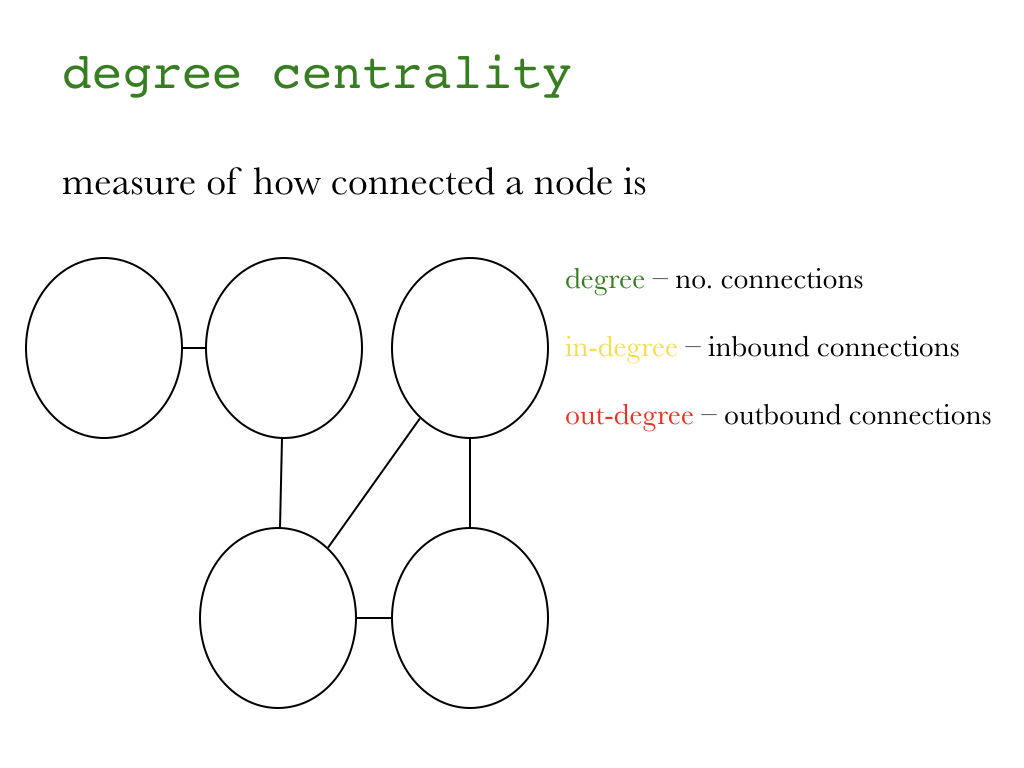 degree centrality
measure of how connected a node is
degree – no. connections
in-degree – inbound connections
out-degree – outbound connections